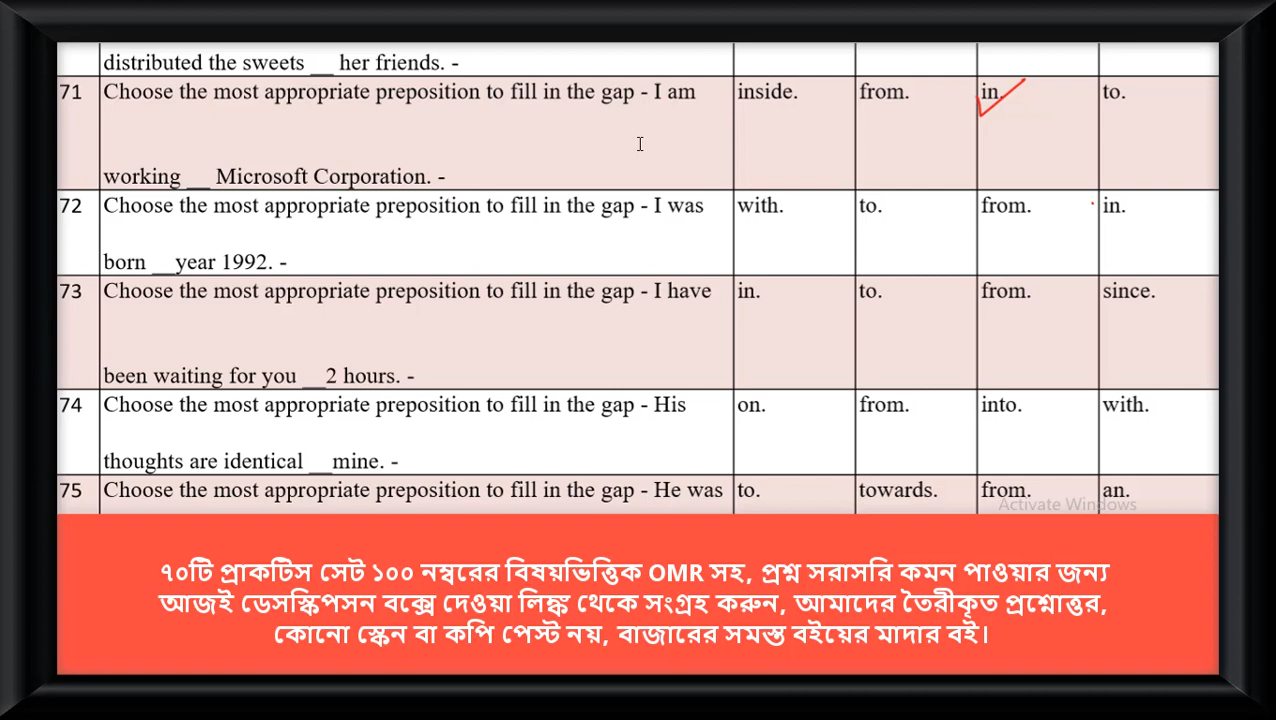 distributed the sweets __ her friends. -
71 Choose the most appropriate preposition to fill in the gap - I am inside. from. in. to.
working __ Microsoft Corporation. -
72 Choose the most appropriate preposition to fill in the gap - I was with. to. from. in.
born __year 1992. -
73 Choose the most appropriate preposition to fill in the gap - I have in. to. from. since.
been waiting for you __2 hours. -
74 Choose the most appropriate preposition to fill in the gap - His on. from. into. with.
thoughts are identical __mine. -
75 Choose the most appropriate preposition to fill in the gap - He was to. towards. from. an.
Activate Windows
৭০টি প্রাকটিস সেট ১০০ নম্বরের বিষয়ভিত্তিক OMR সহ, প্রশ্ন সরাসরি কমন পাওয়ার জন্য
আজই ডেসস্ক্রিপসন বক্সে দেওয়া লিঙ্ক থেকে সংগ্রহ করুন, আমাদের তৈরীকৃত প্রশ্নোত্তর,
কোনো স্কেন বা কপি পেস্ট নয়, বাজারের সমস্ত বইয়ের মাদার বই।